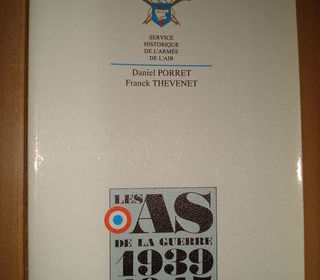 SERVICE
HISTORIQUE
DE L'ARMÉE
DE L'AIR
Daniel PORRET
Franck THEVENET
LES
AS
DE LA GUERRE
1939